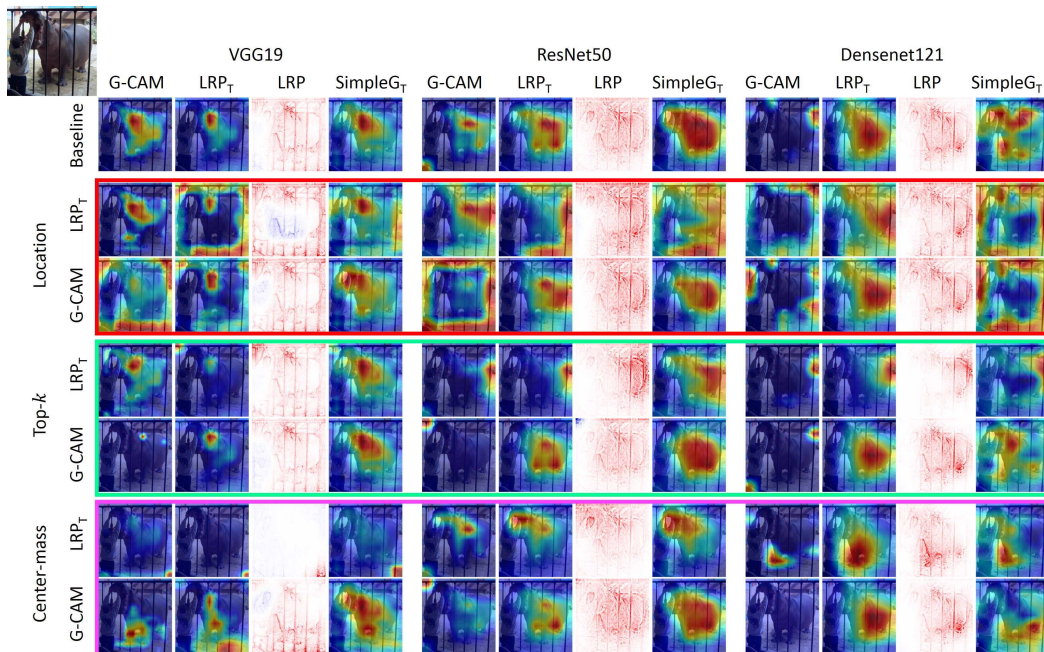 VGG19 ResNet50 Densenet121
G-CAM LRP_T LRP SimpleG_T G-CAM LRP_T LRP SimpleG_T G-CAM LRP_T LRP SimpleG_T
Baseline
Location
LRP_T
G-CAM
Top-k
LRP_T
G-CAM
Center-mass
LRP_T
G-CAM